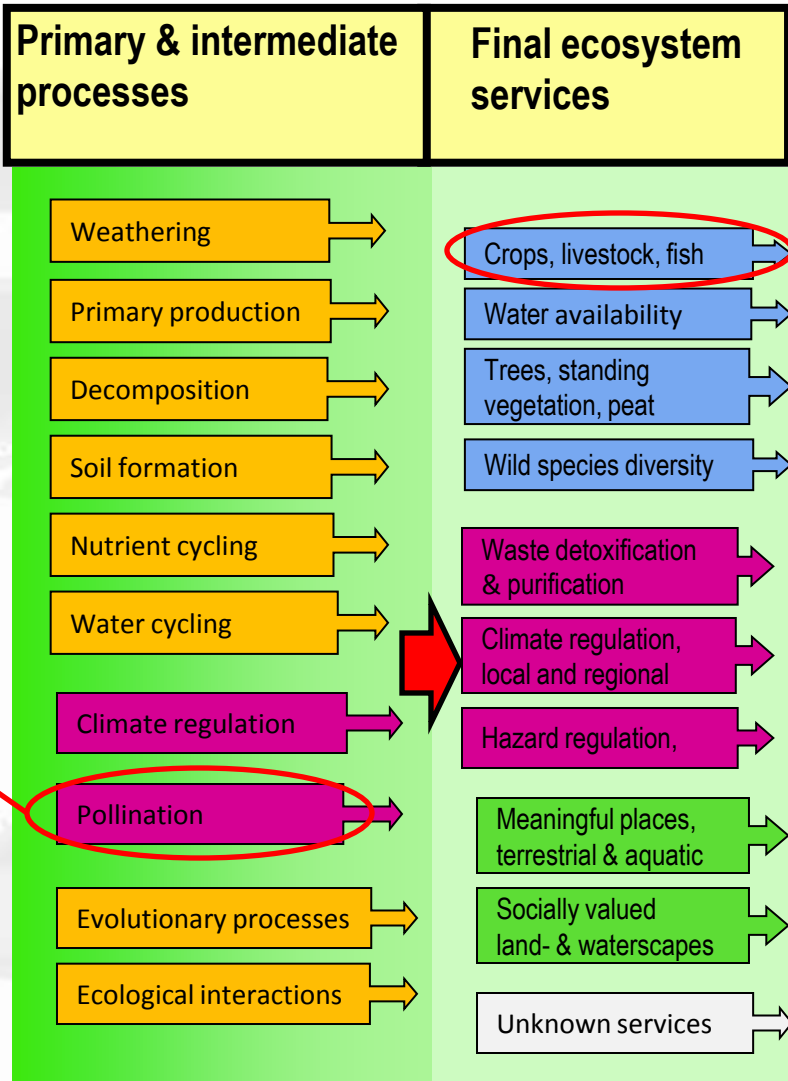 Primary & intermediate
processes
Final ecosystem
services
Weathering
Primary production
Decomposition
Soil formation
Nutrient cycling
Water cycling
Climate regulation
Pollination
Evolutionary processes
Ecological interactions
Crops, livestock, fish
Water availability
Trees, standing
vegetation, peat
Wild species diversity
Waste detoxification
& purification
Climate regulation,
local and regional
Hazard regulation,
Meaningful places,
terrestrial & aquatic
Socially valued
land- & waterscapes
Unknown services